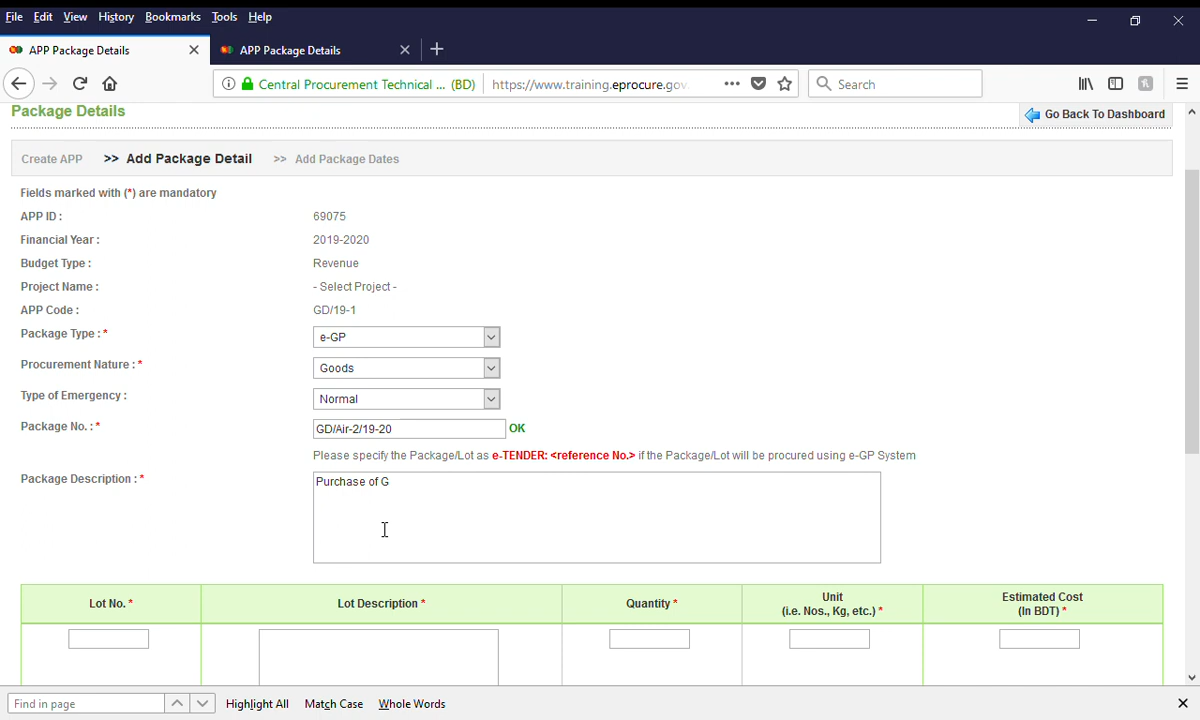 File Edit View History Bookmarks Tools Help
APP Package Details
APP Package Details
Central Procurement Technical ... (BD) https://www.training.eprocure.gov. Search
Package Details
Go Back To Dashboard
Create APP >> Add Package Detail >> Add Package Dates
Fields marked with (*) are mandatory
APP ID : 69075
Financial Year : 2019-2020
Budget Type : Revenue
Project Name : - Select Project -
APP Code : GD/19-1
Package Type : * e-GP
Procurement Nature : * Goods
Type of Emergency : Normal
Package No. : * GD/Air-2/19-20 OK
Please specify the Package/Lot as e-TENDER: <reference No.> if the Package/Lot will be procured using e-GP System
Package Description : * Purchase of G
Lot No. * Lot Description * Quantity * Unit (i.e. Nos., Kg, etc.) * Estimated Cost (In BDT) *
Find in page Highlight All Match Case Whole Words